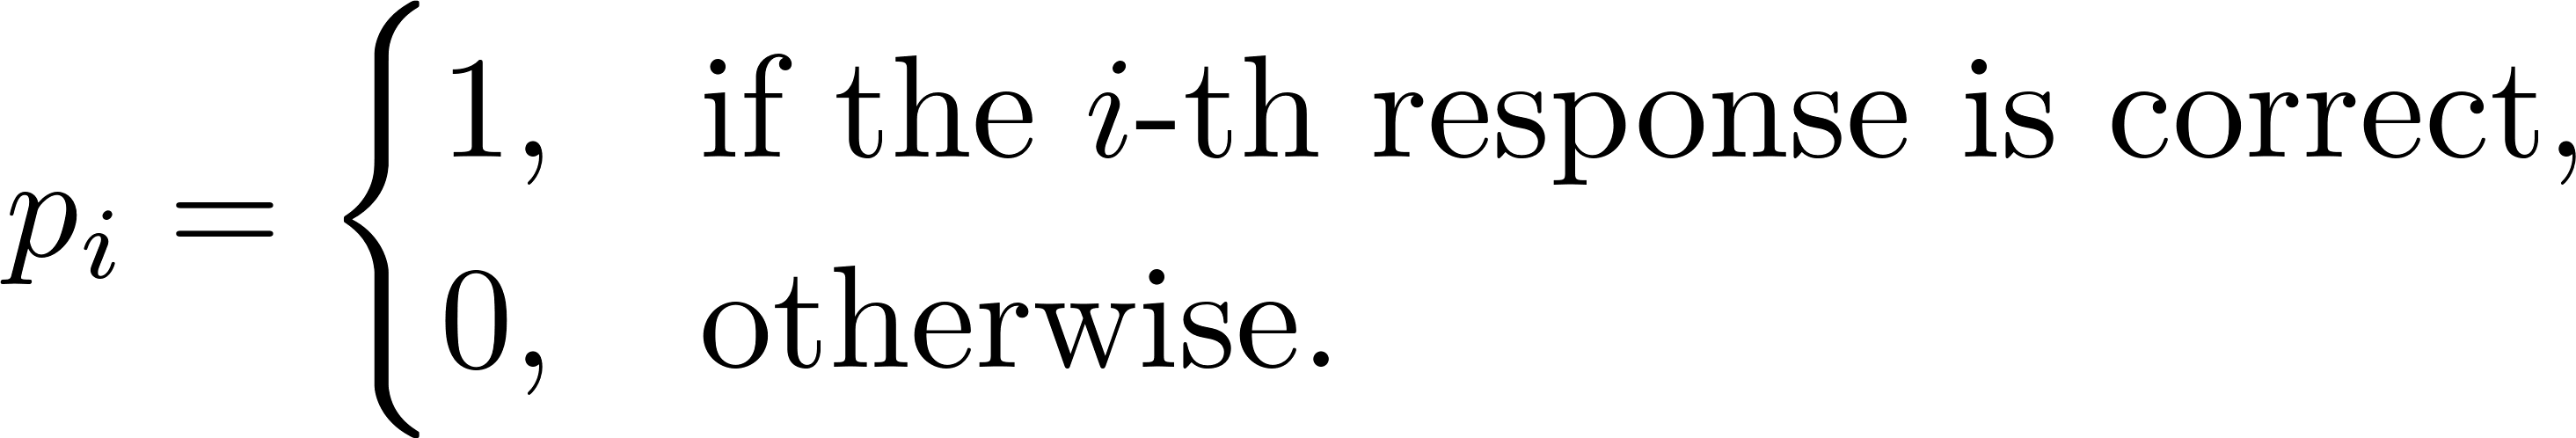 p_i = { 1, if the i-th response is correct,
0, otherwise.